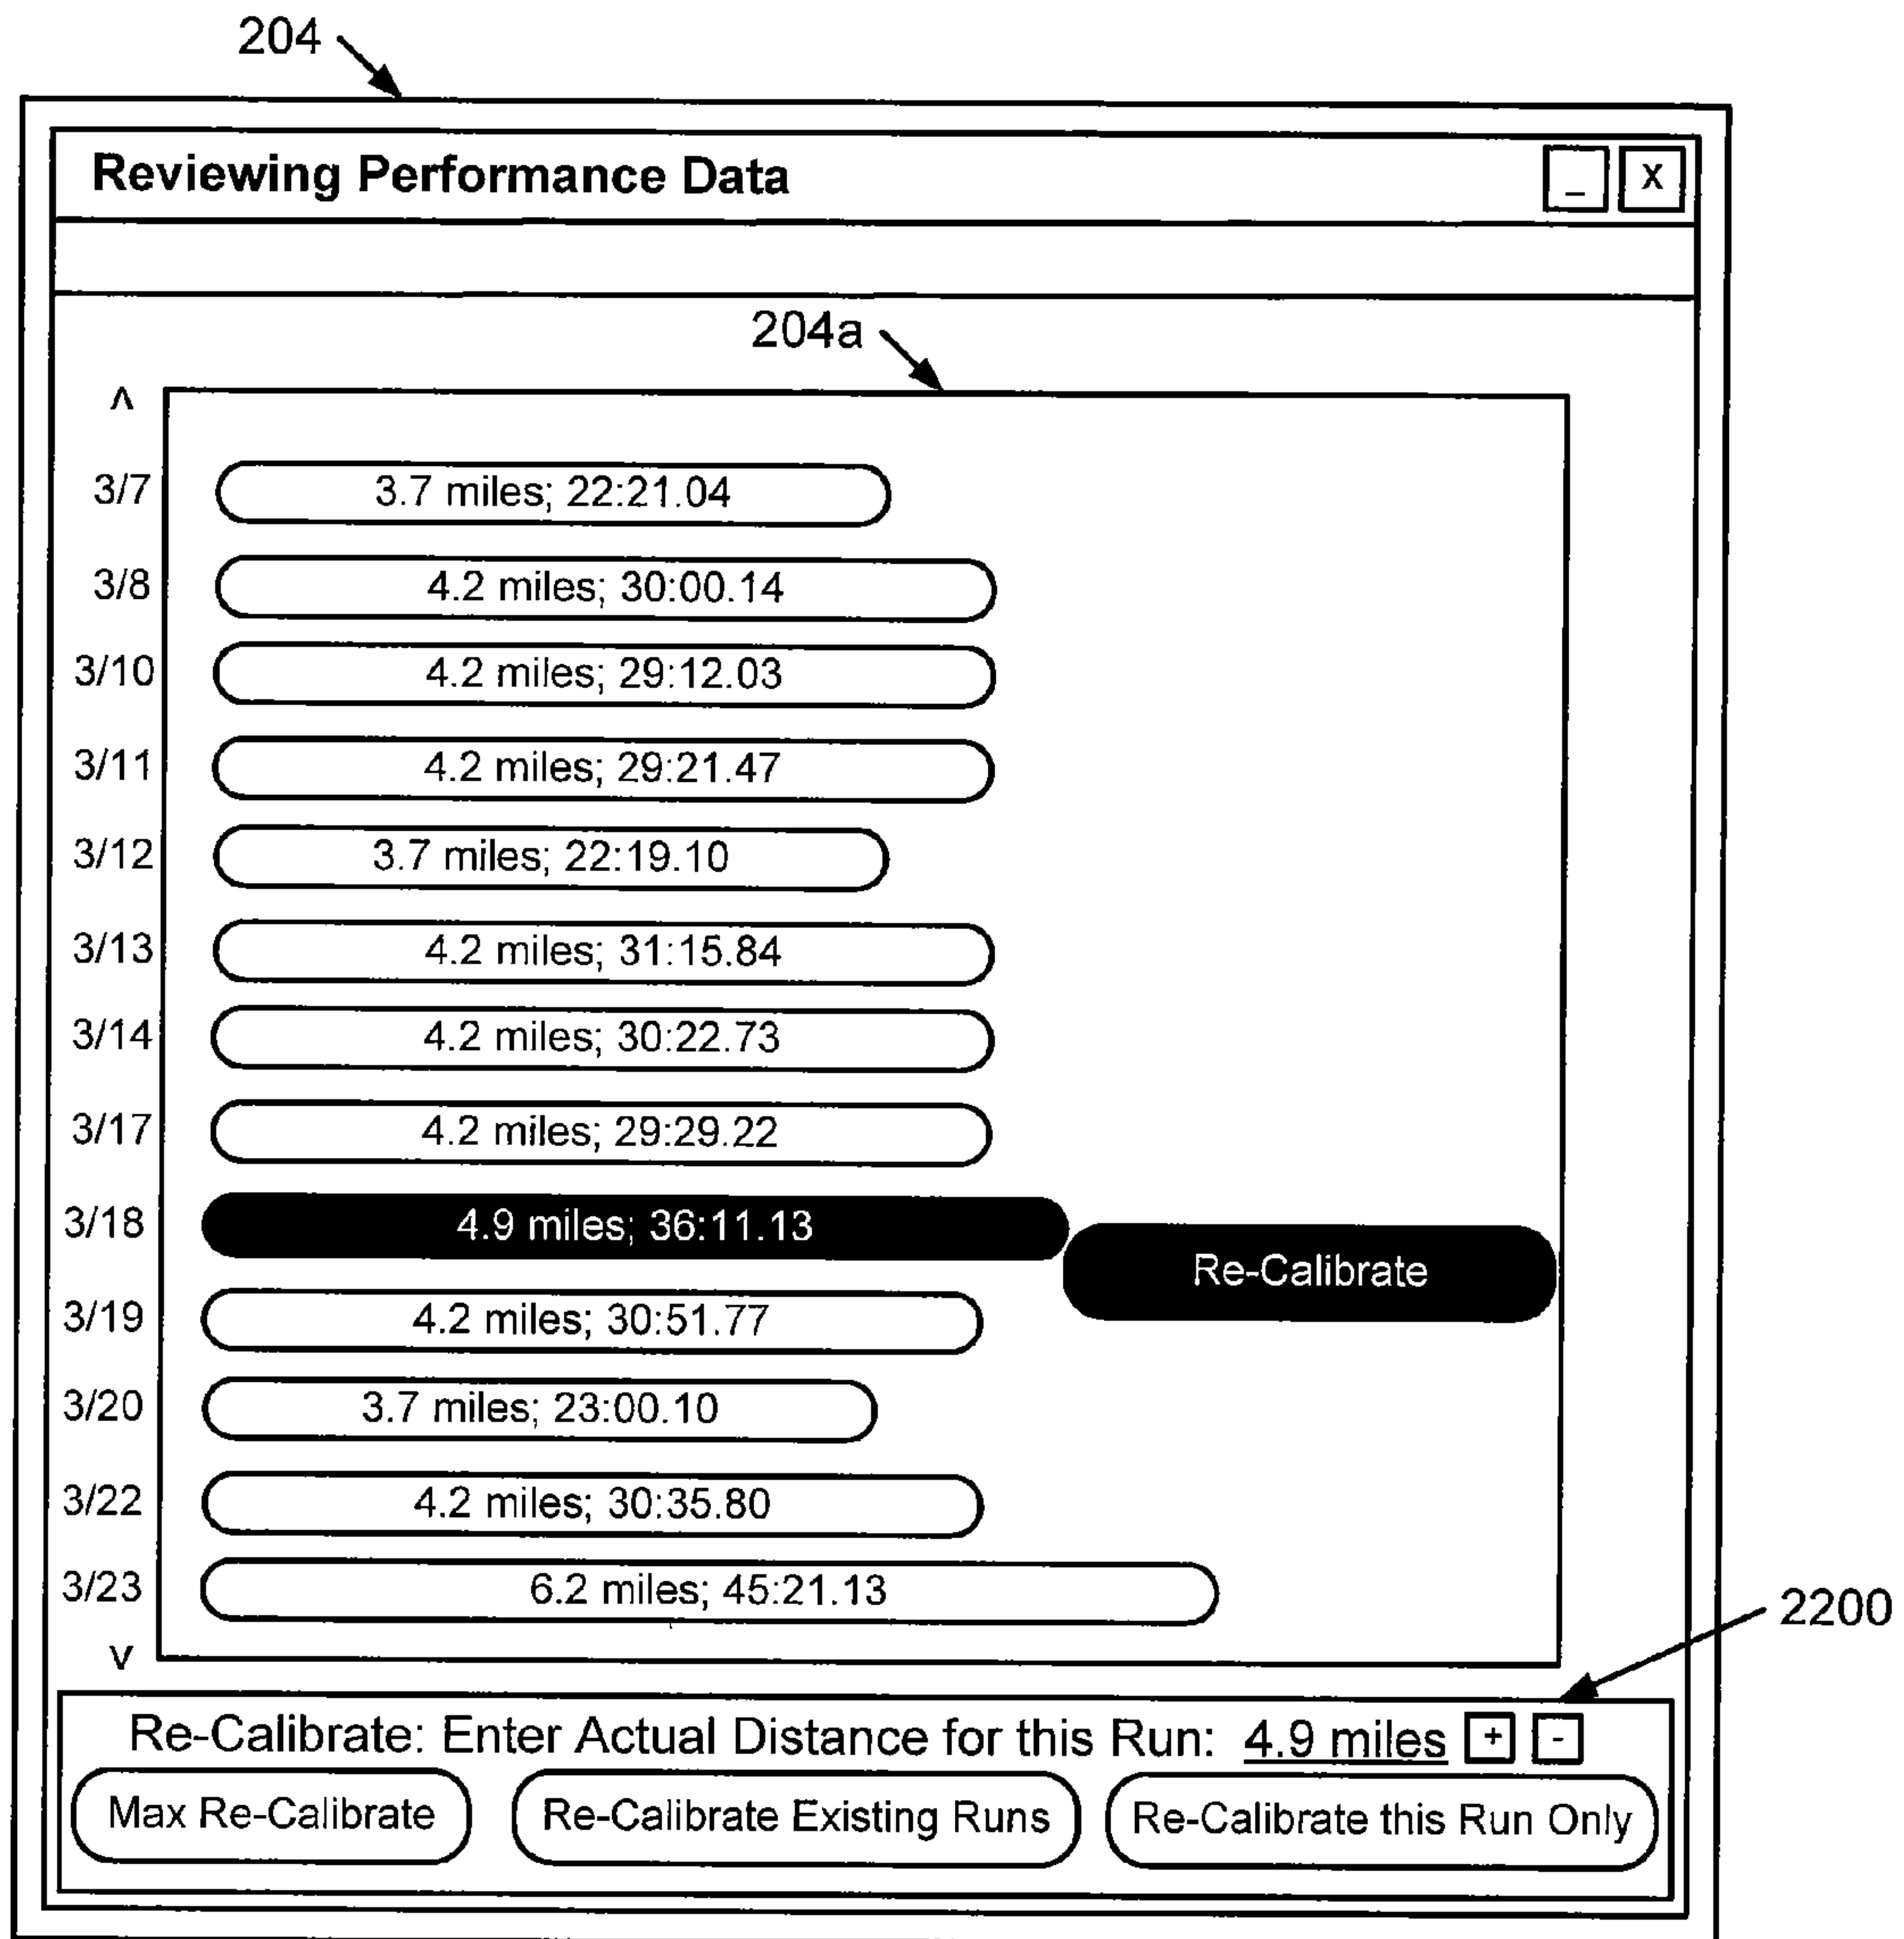 204
Reviewing Performance Data
_ X
204a
^
3/7 3.7 miles; 22:21.04
3/8 4.2 miles; 30:00.14
3/10 4.2 miles; 29:12.03
3/11 4.2 miles; 29:21.47
3/12 3.7 miles; 22:19.10
3/13 4.2 miles; 31:15.84
3/14 4.2 miles; 30:22.73
3/17 4.2 miles; 29:29.22
3/18 4.9 miles; 36:11.13
Re-Calibrate
3/19 4.2 miles; 30:51.77
3/20 3.7 miles; 23:00.10
3/22 4.2 miles; 30:35.80
3/23 6.2 miles; 45:21.13
2200
v
Re-Calibrate: Enter Actual Distance for this Run: 4.9 miles + -
Max Re-Calibrate Re-Calibrate Existing Runs Re-Calibrate this Run Only